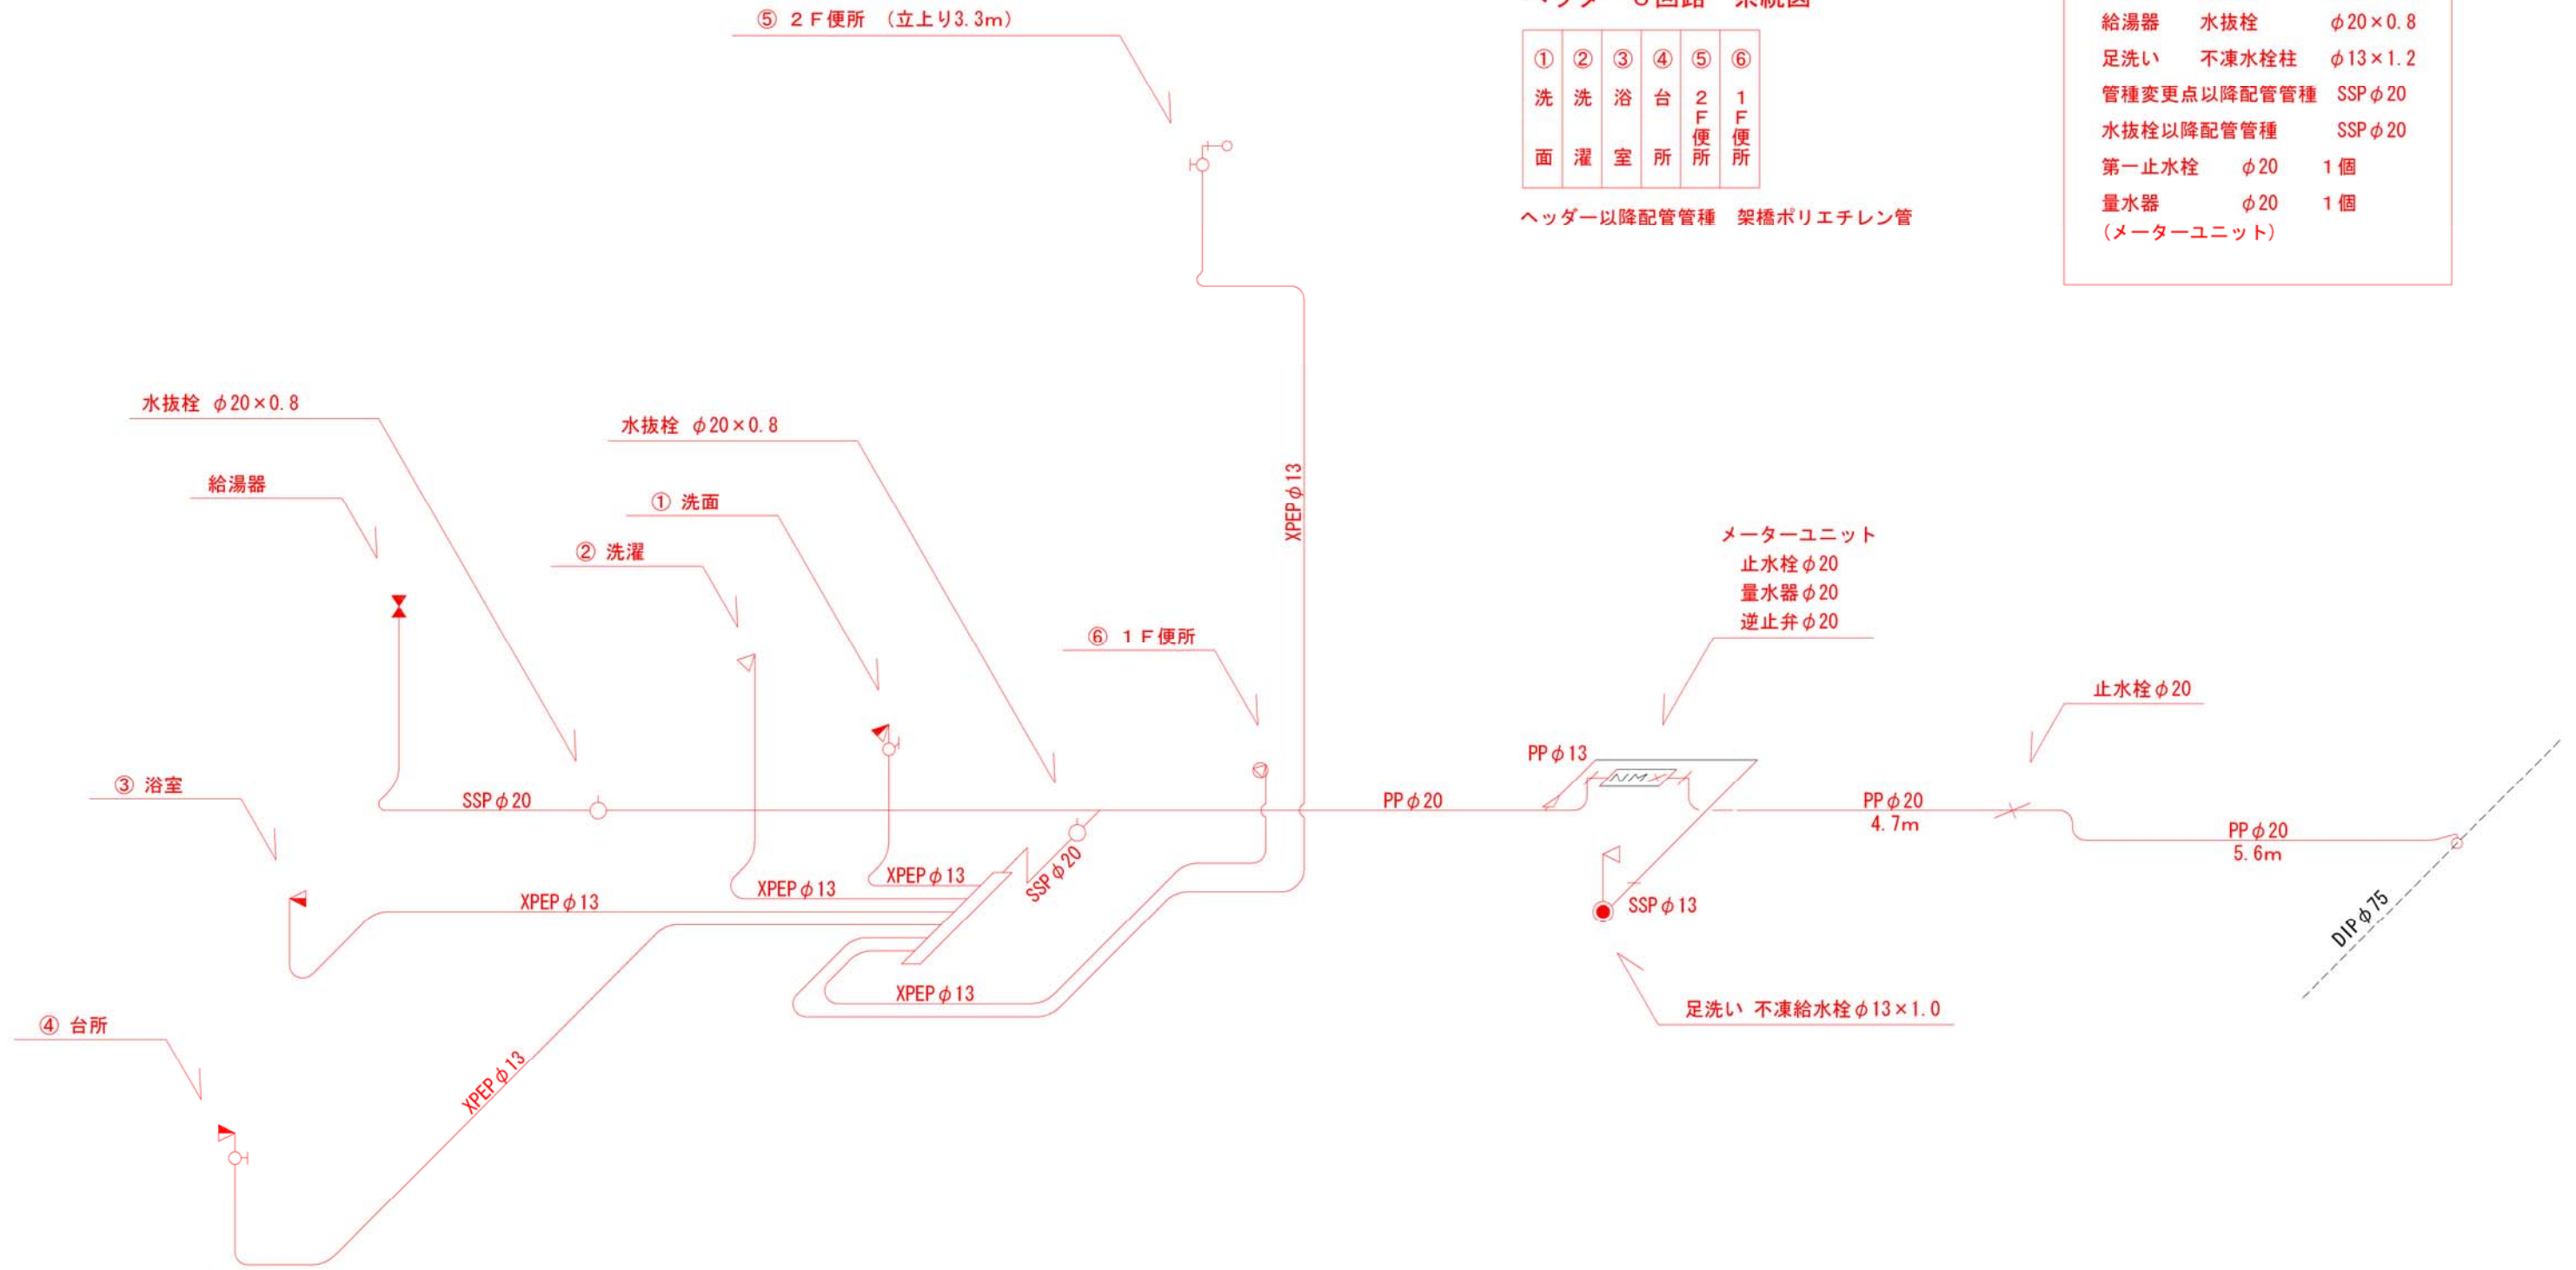 ⑤ 2F便所 (立上り3.3m)
① 洗面
② 洗濯
③ 浴室
④ 台所
⑤ 2F便所
⑥ 1F便所
ヘッダー以降配管管種 架橋ポリエチレン管
給湯器 水抜栓 φ20×0.8
足洗い 不凍水栓柱 φ13×1.2
管種変更点以降配管管種 SSPφ20
水抜栓以降配管管種 SSPφ20
第一止水栓 φ20 1個
量水器 φ20 1個
(メーターユニット)
水抜栓 φ20×0.8
水抜栓 φ20×0.8
給湯器
① 洗面
② 洗濯
XPEPφ13
メーターユニット
止水栓φ20
量水器φ20
逆止弁φ20
⑥ 1F便所
止水栓φ20
③ 浴室
PPφ13
NMX
SSPφ20
PPφ20
PPφ20
4.7m
PPφ20
5.6m
XPEPφ13
XPEPφ13
XPEPφ13
SSPφ20
SSPφ13
DIPφ75
XPEPφ13
足洗い 不凍給水栓φ13×1.0
④ 台所
XPEPφ13